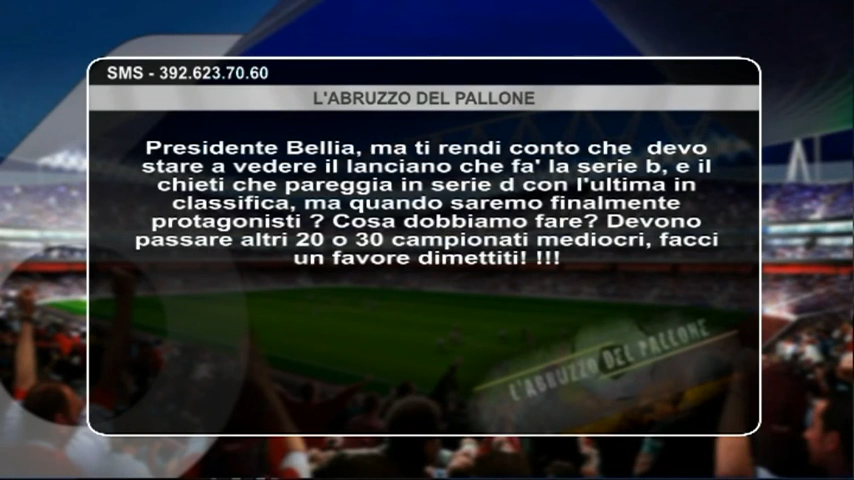 SMS - 392.623.70.60
L'ABRUZZO DEL PALLONE
Presidente Bellia, ma ti rendi conto che  devo
stare a vedere il lanciano che fa' la serie b, e il
chieti che pareggia in serie d con l'ultima in
classifica, ma quando saremo finalmente
protagonisti ? Cosa dobbiamo fare? Devono
passare altri 20 o 30 campionati mediocri, facci
un favore dimettiti! !!!
L'ABRUZZO DEL PALLONE